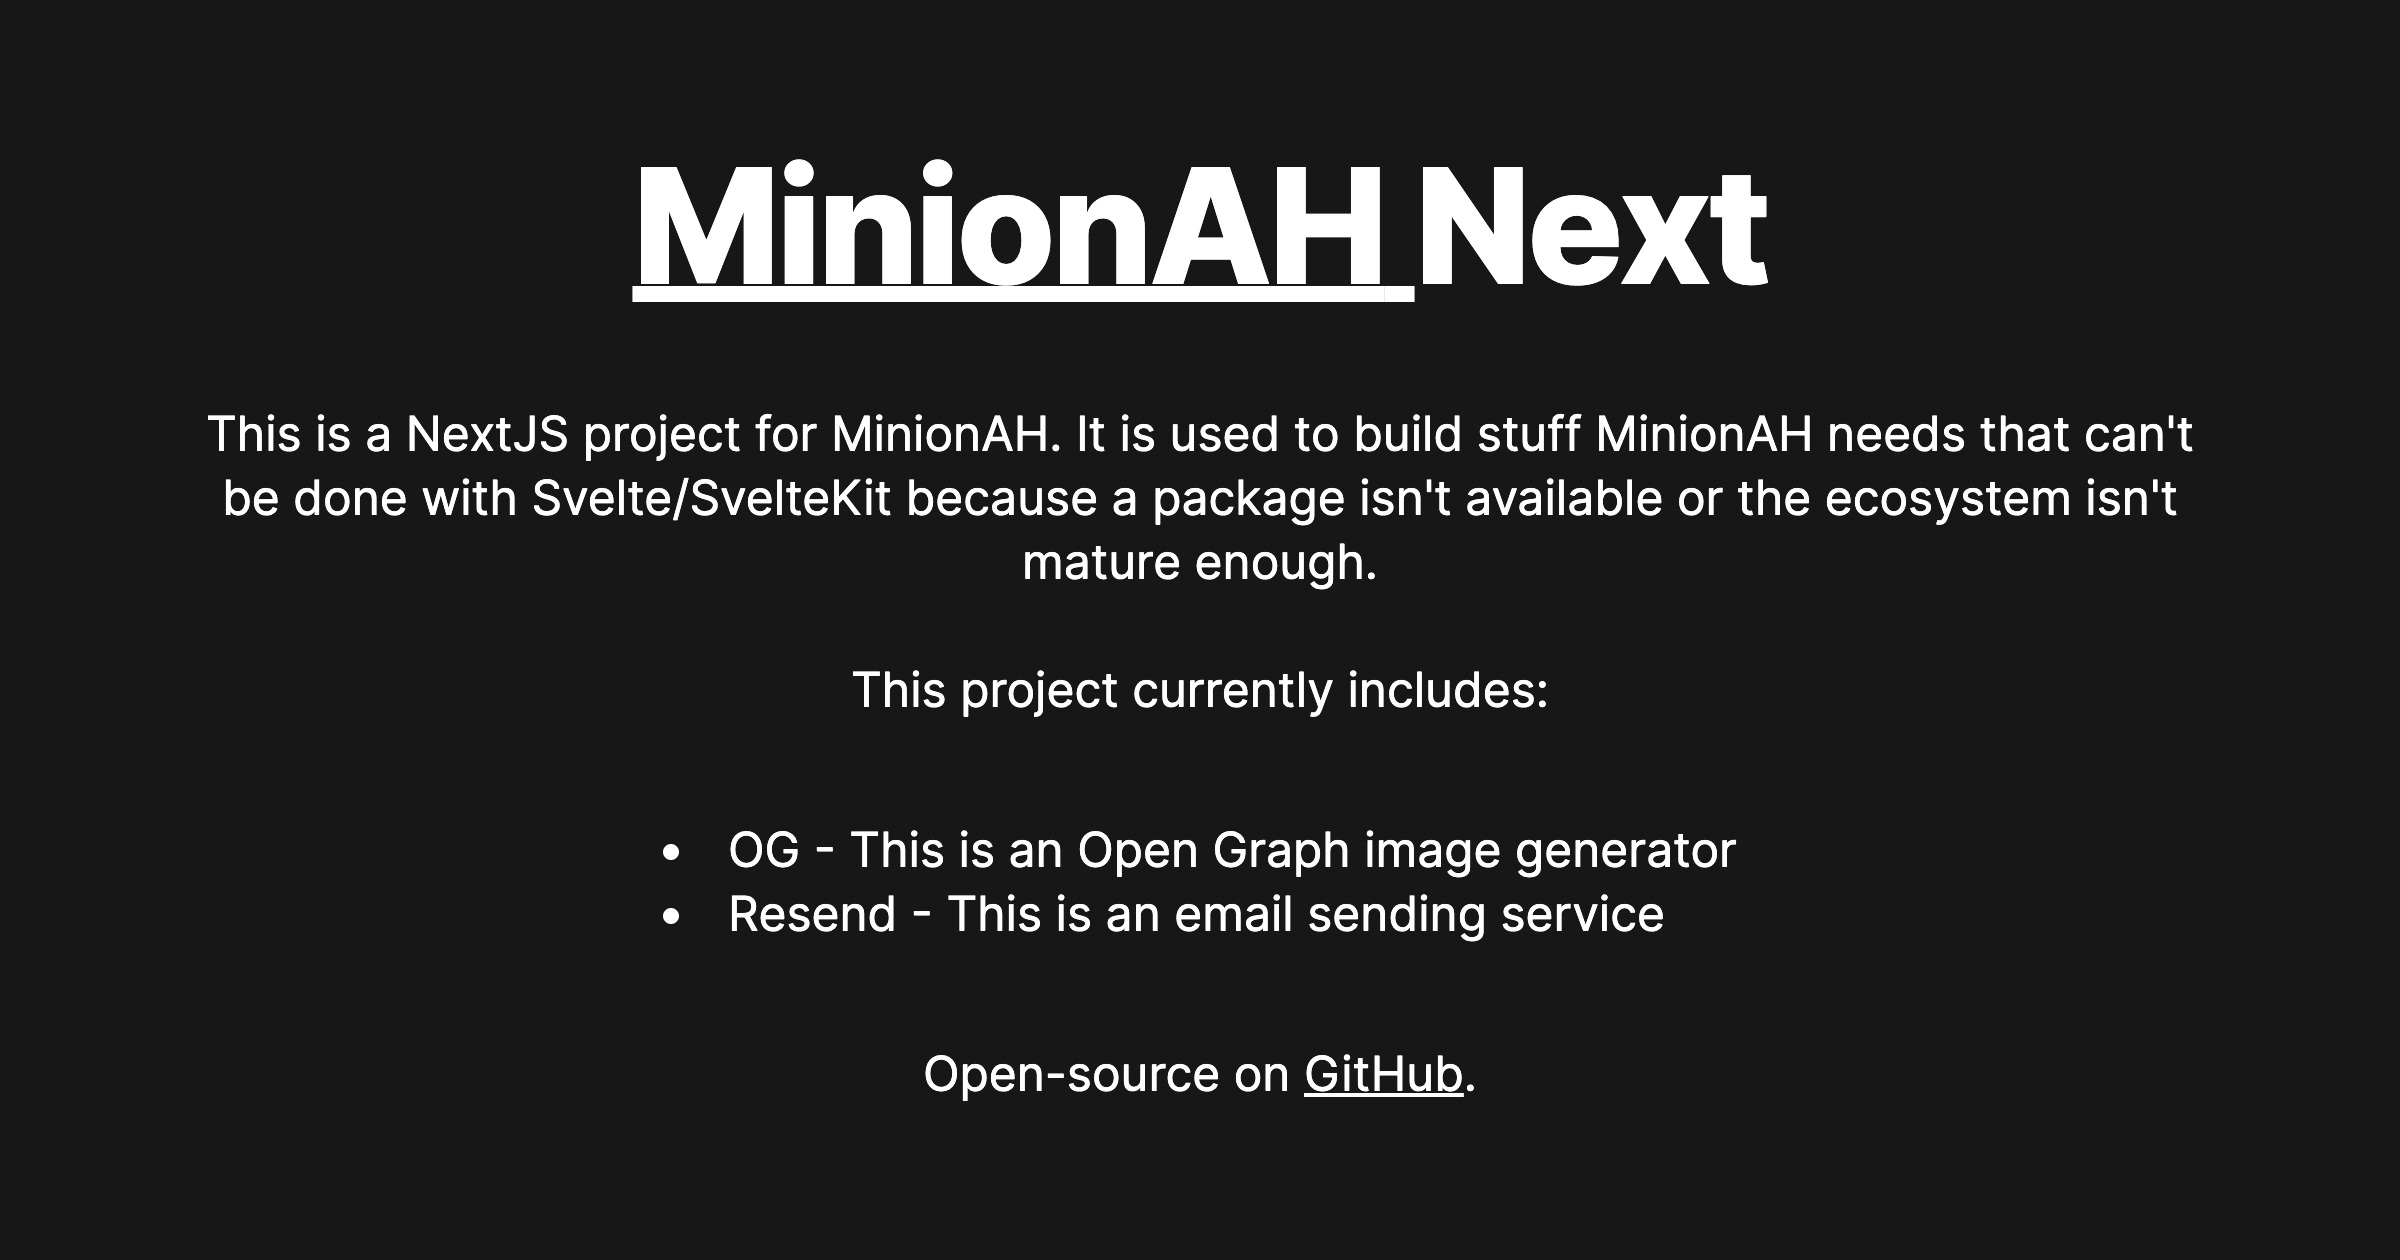 MinionAH Next
This is a NextJS project for MinionAH. It is used to build stuff MinionAH needs that can't
be done with Svelte/SvelteKit because a package isn't available or the ecosystem isn't
mature enough.
This project currently includes:
• OG - This is an Open Graph image generator
• Resend - This is an email sending service
Open-source on GitHub.